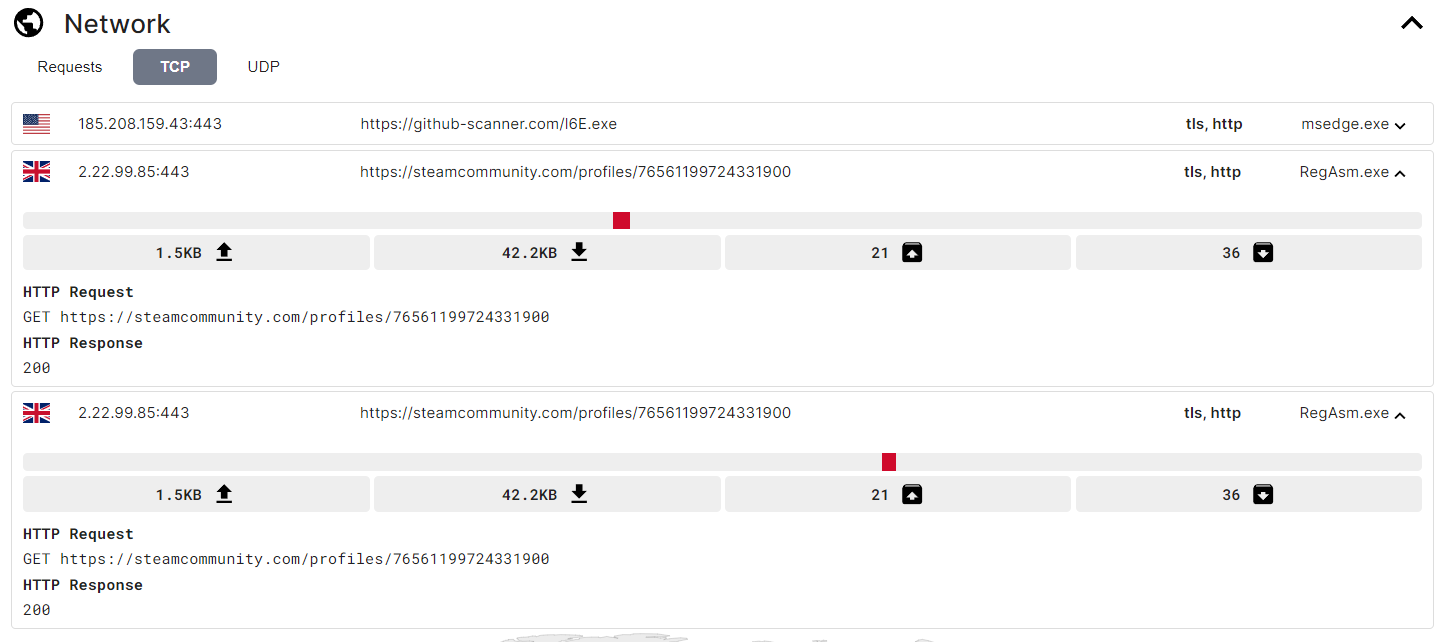 Network
Requests TCP UDP
185.208.159.43:443 https://github-scanner.com/l6E.exe tls, http msedge.exe
2.22.99.85:443 https://steamcommunity.com/profiles/76561199724331900 tls, http RegAsm.exe
1.5KB 42.2KB 21 36
HTTP Request
GET https://steamcommunity.com/profiles/76561199724331900
HTTP Response
200
2.22.99.85:443 https://steamcommunity.com/profiles/76561199724331900 tls, http RegAsm.exe
1.5KB 42.2KB 21 36
HTTP Request
GET https://steamcommunity.com/profiles/76561199724331900
HTTP Response
200